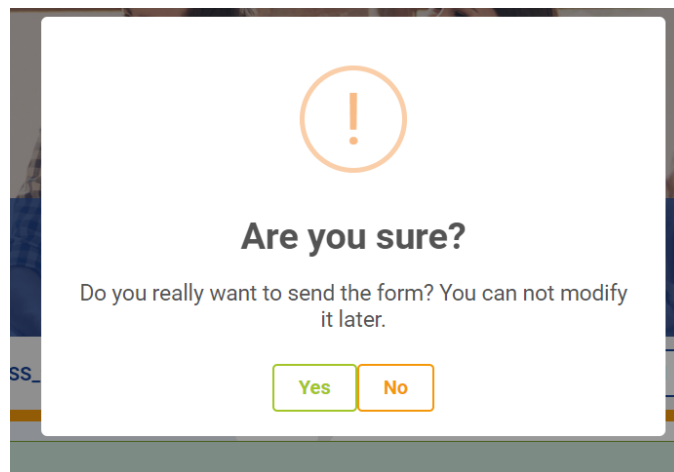 !
Are you sure?
Do you really want to send the form? You can not modify
it later.
SS_
Yes No